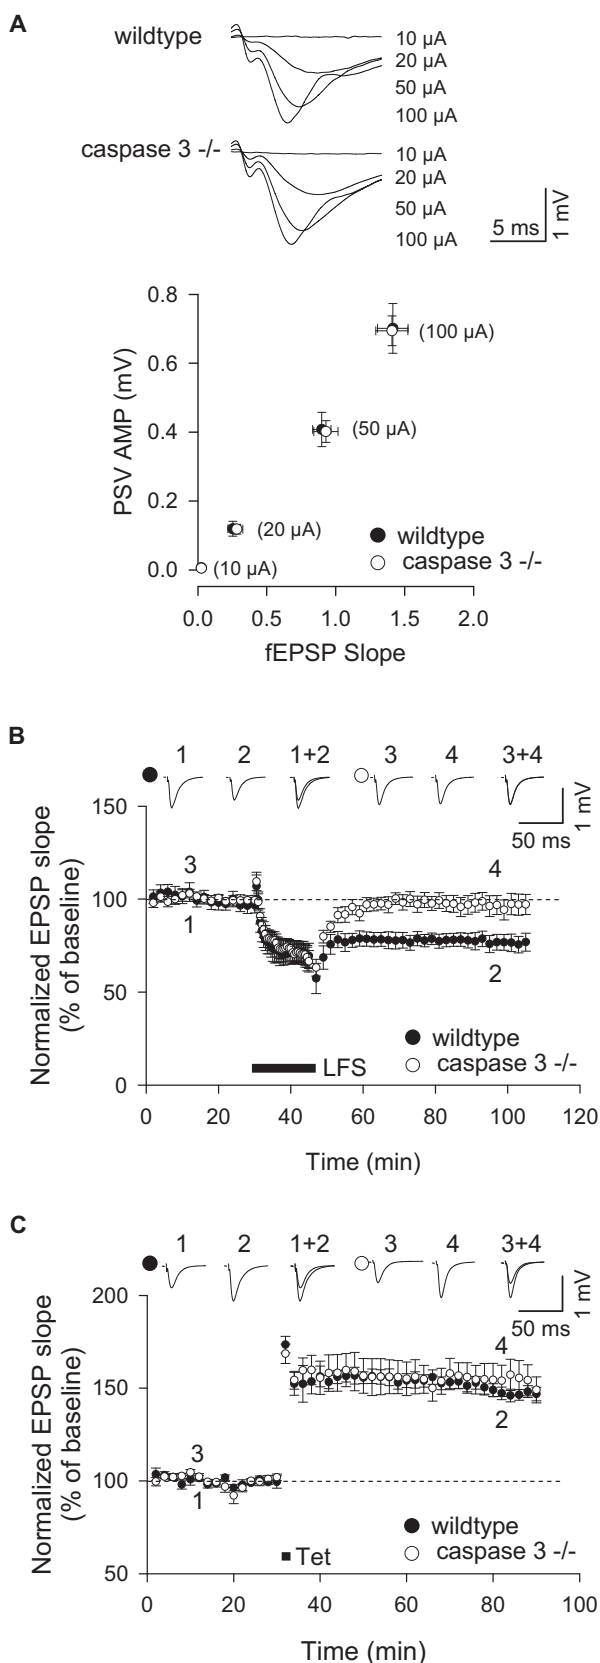 A
wildtype
10 µA
20 µA
50 µA
100 µA
caspase 3 -/-
10 µA
20 µA
50 µA
100 µA
5 ms
1 mV
0.8
0.6
0.4
0.2
0.0
PSV AMP (mV)
(100 µA)
(50 µA)
(20 µA)
(10 µA)
wildtype
caspase 3 -/-
0.0 0.5 1.0 1.5 2.0
fEPSP Slope
B
1 2 1+2 3 4 3+4
50 ms
1 mV
150
100
50
0
Normalized EPSP slope
(% of baseline)
3
1
4
2
wildtype
caspase 3 -/-
LFS
0 20 40 60 80 100 120
Time (min)
C
1 2 1+2 3 4 3+4
50 ms
1 mV
200
150
100
50
Normalized EPSP slope
(% of baseline)
4
2
3
1
wildtype
caspase 3 -/-
Tet
0 20 40 60 80 100
Time (min)